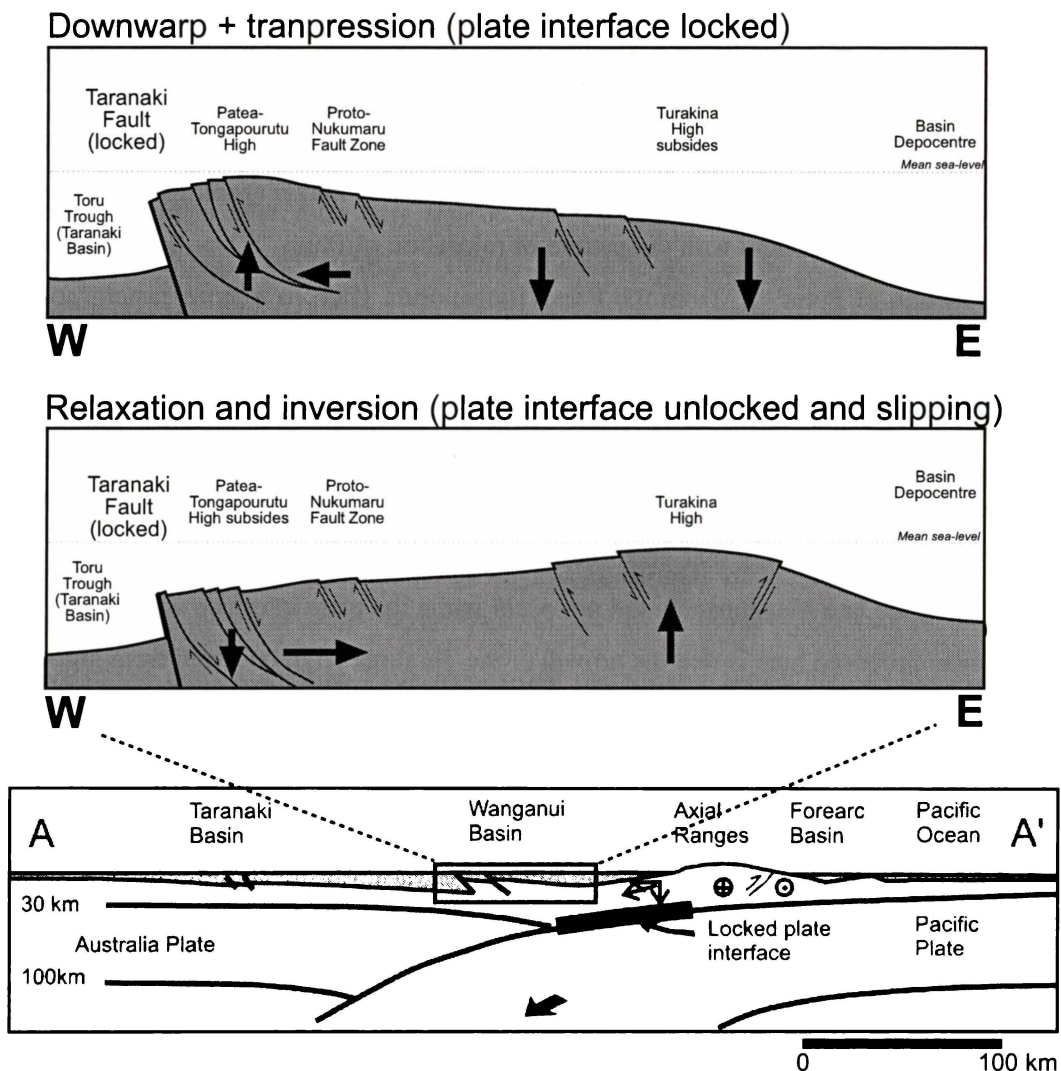 Downwarp + tranpression (plate interface locked)
Taranaki
Fault
(locked)
Patea-
Tongapourutu
High
Proto-
Nukumaru
Fault Zone
Turakina
High
subsides
Basin
Depocentre
Mean sea-level
Toru
Trough
(Taranaki
Basin)
W
E
Relaxation and inversion (plate interface unlocked and slipping)
Taranaki
Fault
(locked)
Patea-
Tongapourutu
High subsides
Proto-
Nukumaru
Fault Zone
Turakina
High
Basin
Depocentre
Mean sea-level
Toru
Trough
(Taranaki
Basin)
W
E
A
Taranaki
Basin
Wanganui
Basin
Axial
Ranges
Forearc
Basin
Pacific
Ocean
A'
30 km
Australia Plate
100km
Locked plate
interface
Pacific
Plate
0
100 km